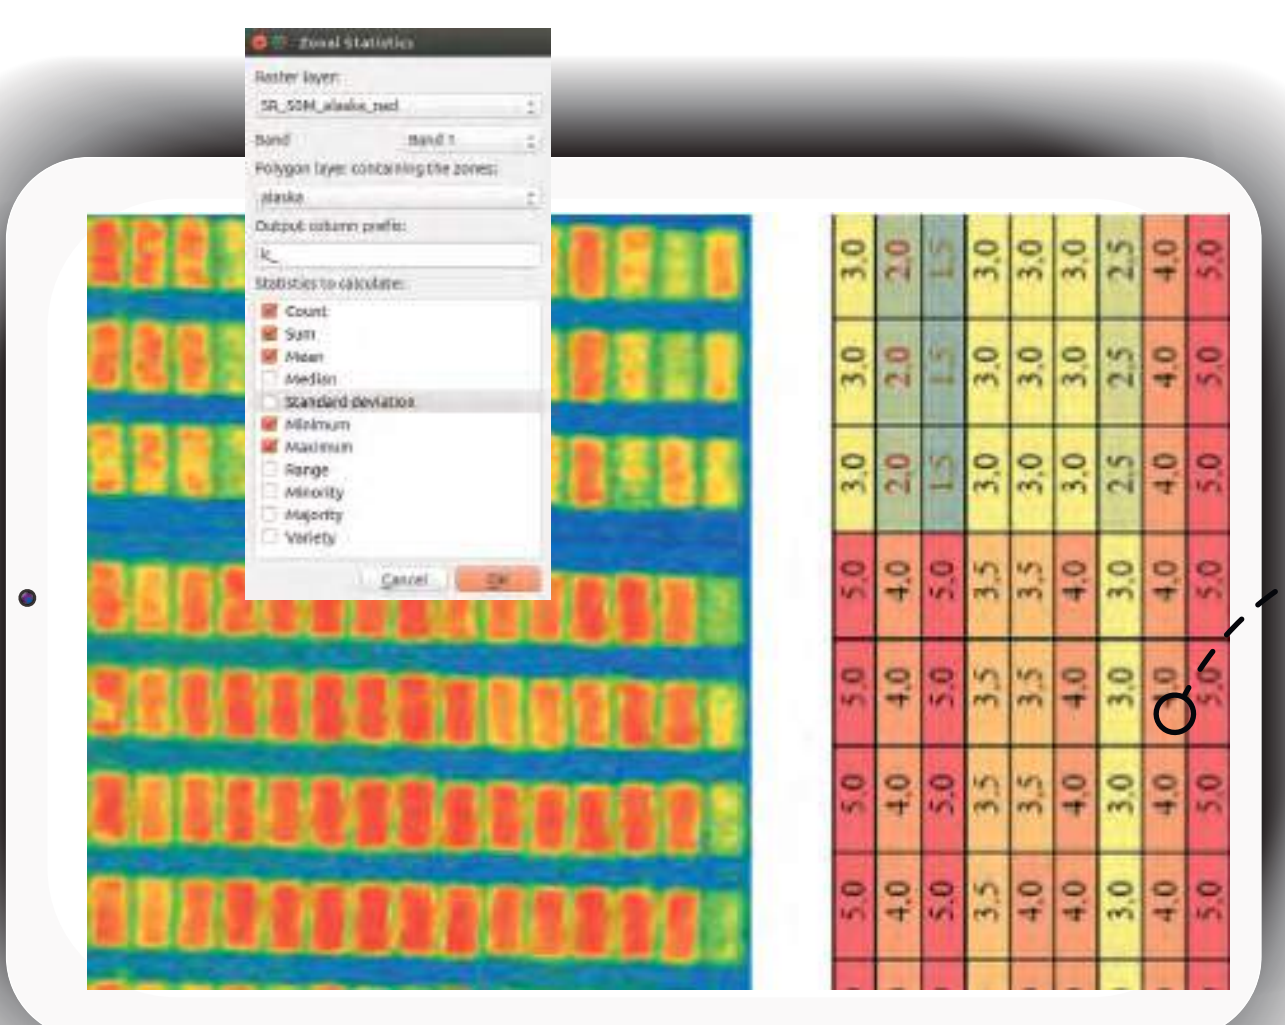 Zonal Statistics
Raster layer:
SR_50M_alaska_nad
Band Band 1
Polygon layer containing the zones:
alaska
Output column prefix:
k_
Statistics to calculate:
Count
Sum
Mean
Median
Standard deviation
Minimum
Maximum
Range
Minority
Majority
Variety
Cancel OK
3.0 2.0 1.5 3.0 3.0 3.0 2.5 4.0 5.0
3.0 2.0 1.5 3.0 3.0 3.0 2.5 4.0 5.0
3.0 2.0 1.5 3.0 3.0 3.0 2.5 4.0 5.0
5.0 4.0 5.0 3.5 3.5 4.0 3.0 4.0 5.0
5.0 4.0 5.0 3.5 3.5 4.0 3.0 4.0 5.0
5.0 4.0 5.0 3.5 3.5 4.0 3.0 4.0 5.0
5.0 4.0 5.0 3.5 4.0 4.0 3.0 4.0 5.0